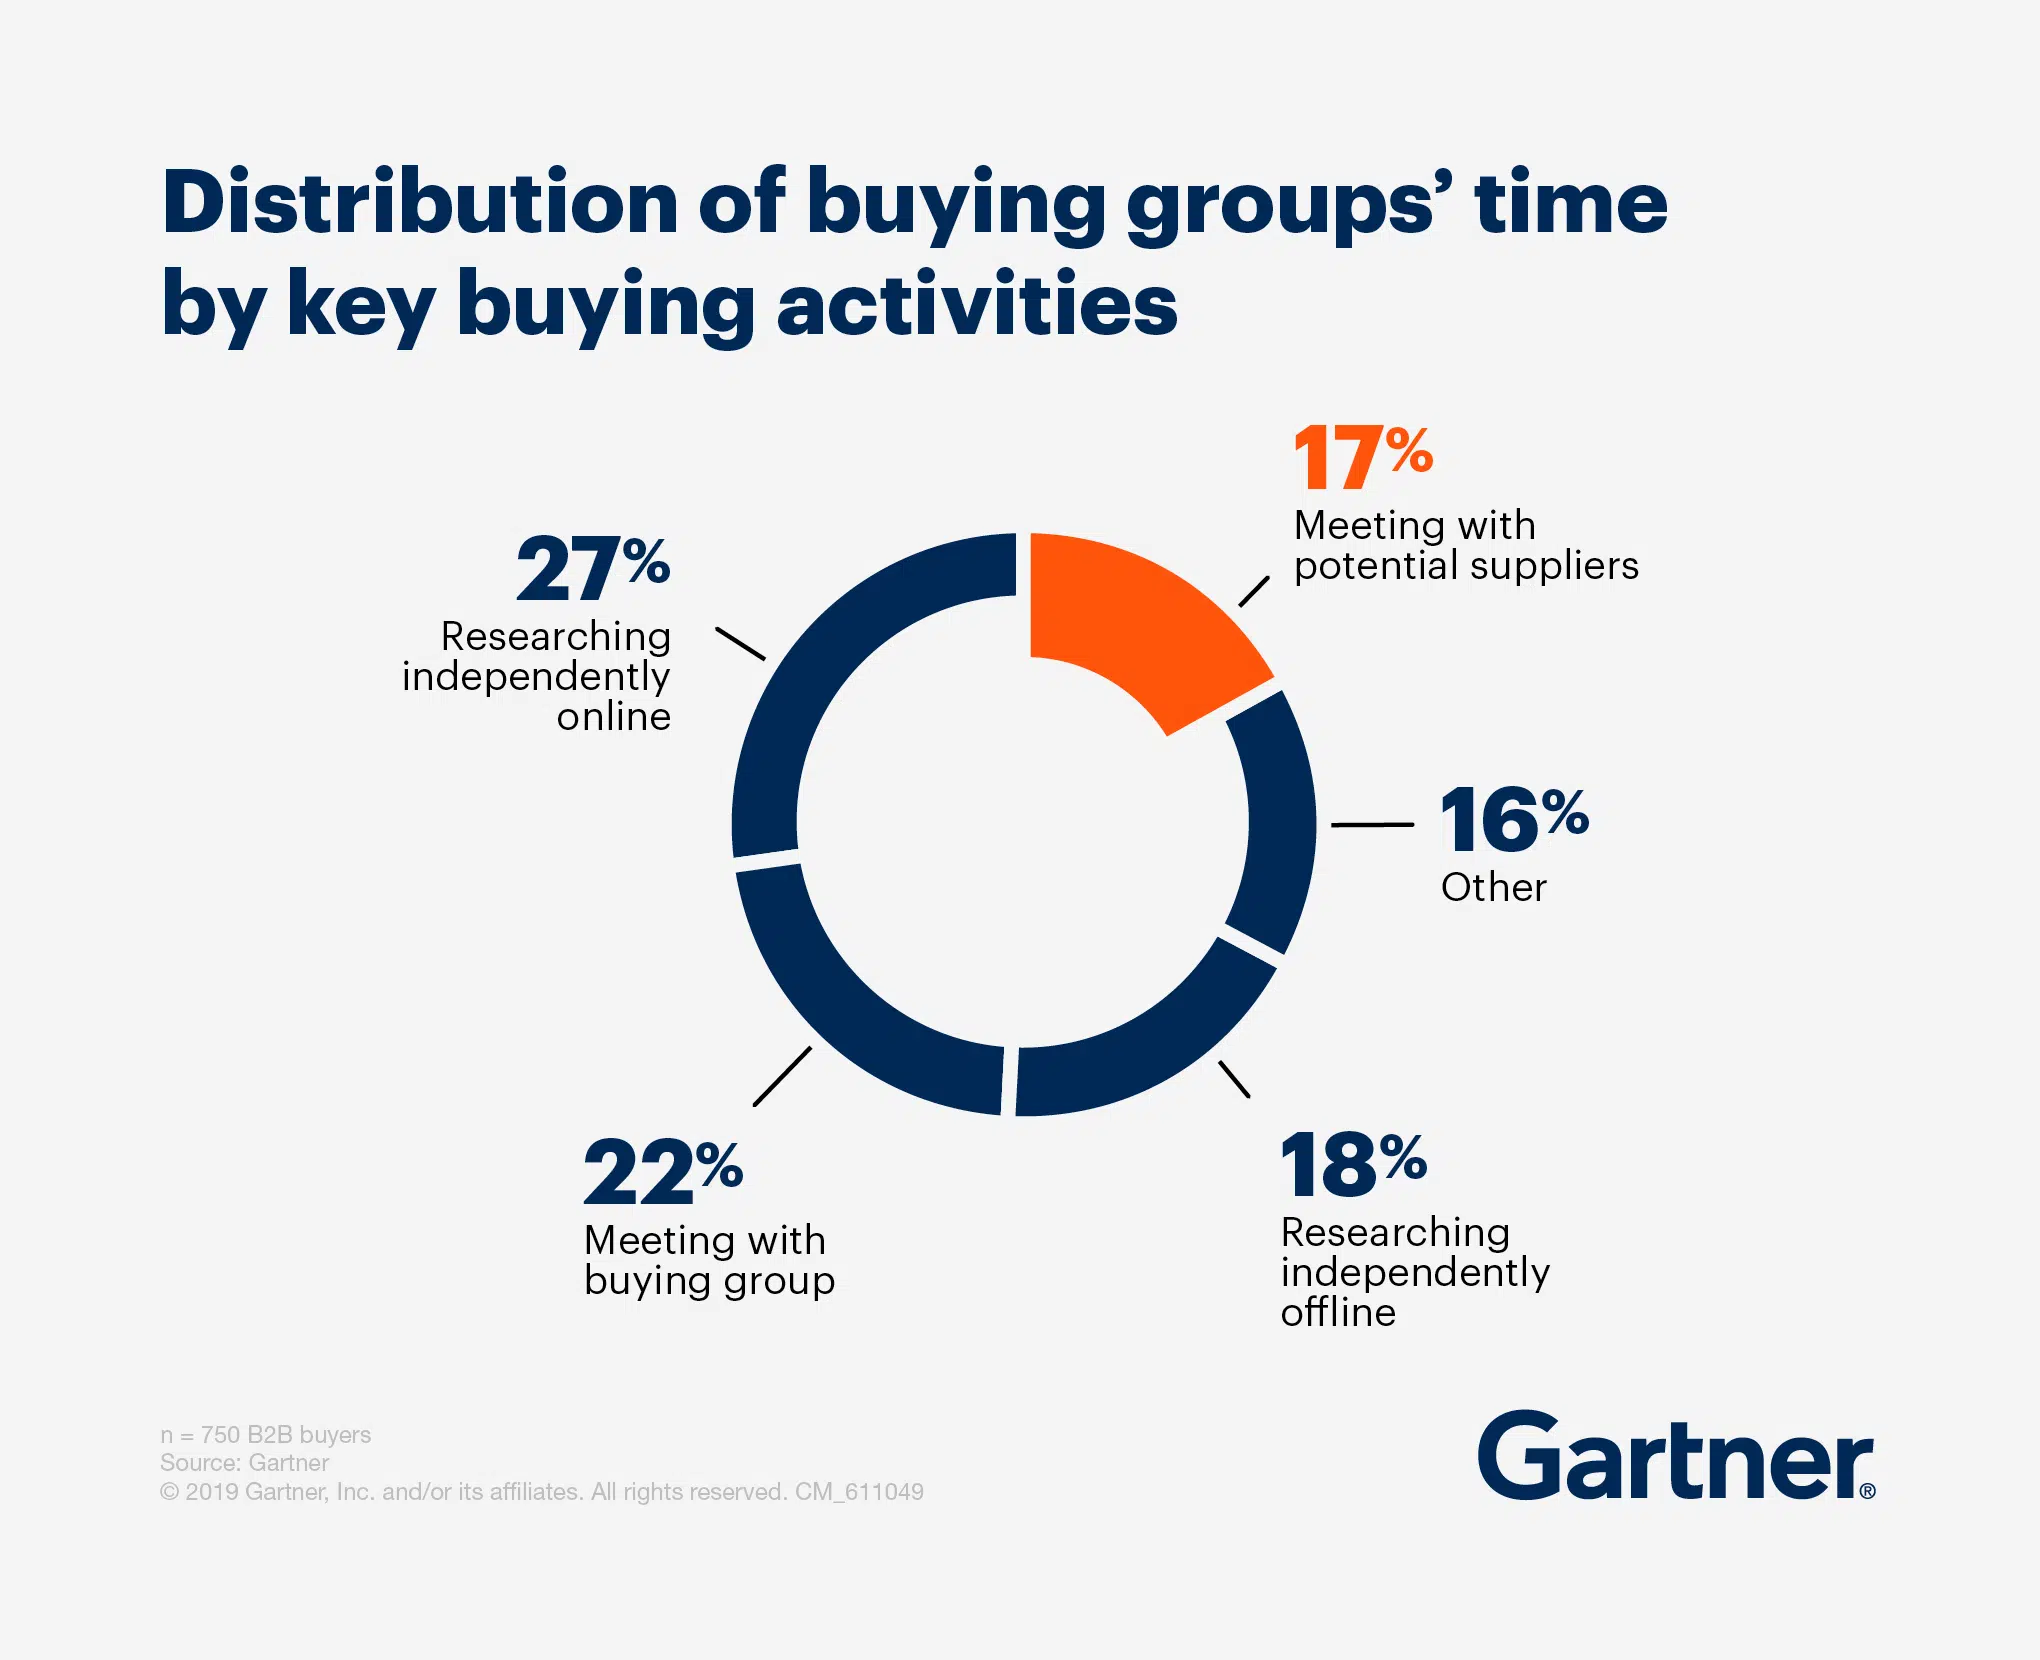 Distribution of buying groups’ time
by key buying activities
17%
Meeting with
potential suppliers
27%
Researching
independently
online
16%
Other
22%
Meeting with
buying group
18%
Researching
independently
offline
n = 750 B2B buyers
Source: Gartner
© 2019 Gartner, Inc. and/or its affiliates. All rights reserved. CM_611049
Gartner®